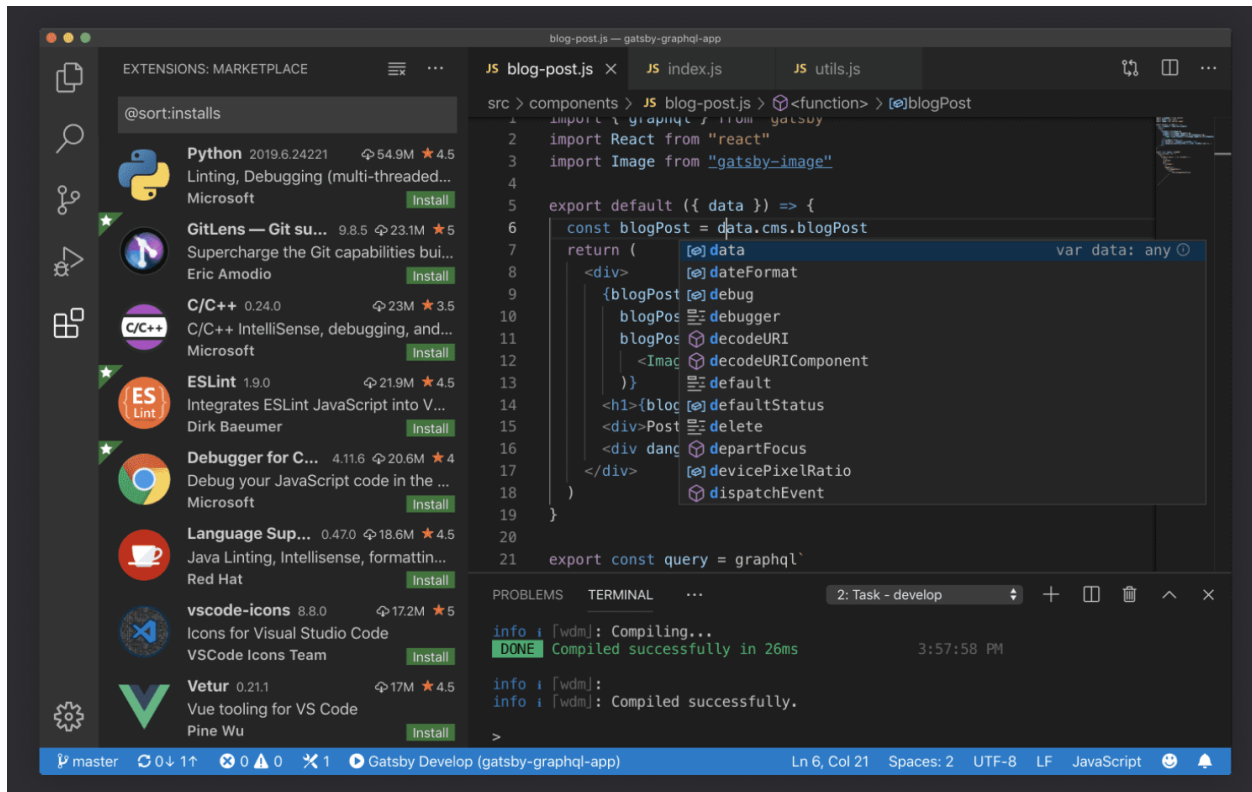 blog-post.js — gatsby-graphql-app
EXTENSIONS: MARKETPLACE
@sort:installs
Python 2019.6.24221 54.9M 4.5
Linting, Debugging (multi-threaded...
Microsoft Install
GitLens — Git su... 9.8.5 23.1M 5
Supercharge the Git capabilities bui...
Eric Amodio Install
C/C++
C/C++ 0.24.0 23M 3.5
C/C++ IntelliSense, debugging, and...
Microsoft Install
ES
Lint
ESLint 1.9.0 21.9M 4.5
Integrates ESLint JavaScript into V...
Dirk Baeumer Install
Debugger for C... 4.11.6 20.6M 4
Debug your JavaScript code in the ...
Microsoft Install
Language Sup... 0.47.0 18.6M 4.5
Java Linting, Intellisense, formattin...
Red Hat Install
vscode-icons 8.8.0 17.2M 5
Icons for Visual Studio Code
VSCode Icons Team Install
Vetur 0.21.1 17M 4.5
Vue tooling for VS Code
Pine Wu Install
JS blog-post.js JS index.js JS utils.js
src > components > JS blog-post.js > <function> > blogPost
1 import { graphql } from "gatsby"
2 import React from "react"
3 import Image from "gatsby-image"
4
5 export default ({ data }) => {
6 const blogPost = data.cms.blogPost
7 return (
8 <div>
9 {blogPost
10 blogPos
11 blogPos
12 <Imag
13 )}
14 <h1>{blog
15 <div>Post
16 <div dang
17 </div>
18 )
19 }
20
21 export const query = graphql`
data var data: any
dateFormat
debug
debugger
decodeURI
decodeURIComponent
default
defaultStatus
delete
departFocus
devicePixelRatio
dispatchEvent
PROBLEMS TERMINAL ··· 2: Task - develop
info i ｢wdm｣: Compiling...
DONE Compiled successfully in 26ms 3:57:58 PM
info i ｢wdm｣:
info i ｢wdm｣: Compiled successfully.
>
master 0↓ 1↑ 0 0 1 Gatsby Develop (gatsby-graphql-app) Ln 6, Col 21 Spaces: 2 UTF-8 LF JavaScript